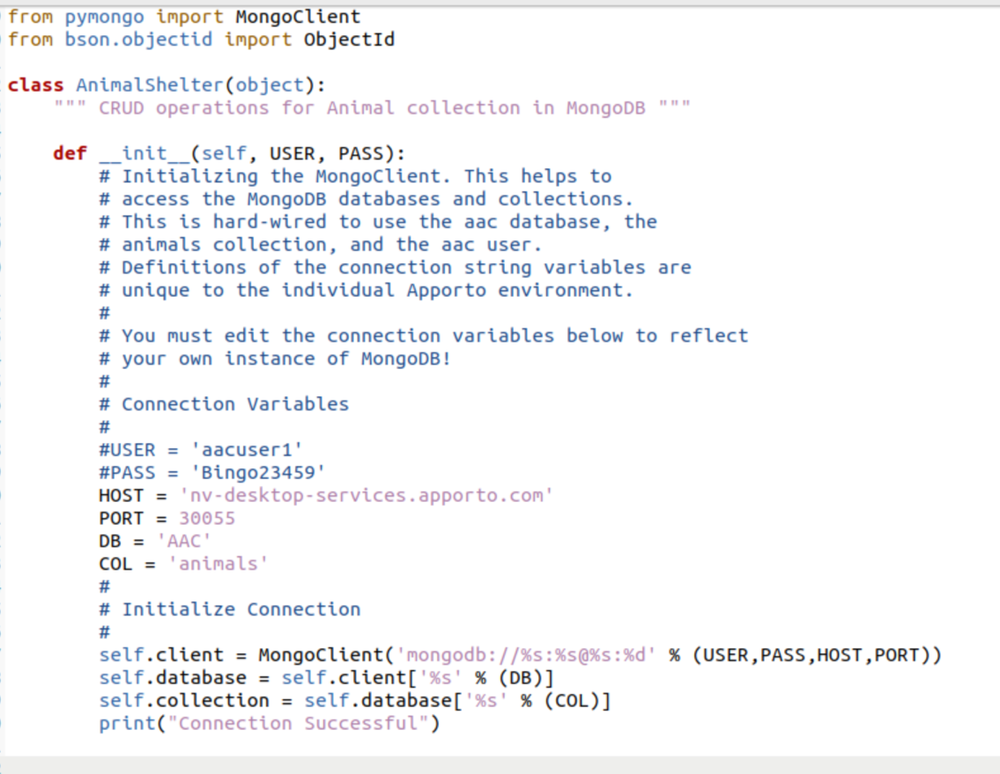 from pymongo import MongoClient
from bson.objectid import ObjectId
class AnimalShelter(object):
""" CRUD operations for Animal collection in MongoDB """
def __init__(self, USER, PASS):
# Initializing the MongoClient. This helps to
# access the MongoDB databases and collections.
# This is hard-wired to use the aac database, the
# animals collection, and the aac user.
# Definitions of the connection string variables are
# unique to the individual Apporto environment.
#
# You must edit the connection variables below to reflect
# your own instance of MongoDB!
#
# Connection Variables
#
#USER = 'aacuser1'
#PASS = 'Bingo23459'
HOST = 'nv-desktop-services.apporto.com'
PORT = 30055
DB = 'AAC'
COL = 'animals'
#
# Initialize Connection
#
self.client = MongoClient('mongodb://%s:%s@%s:%d' % (USER,PASS,HOST,PORT))
self.database = self.client['%s' % (DB)]
self.collection = self.database['%s' % (COL)]
print("Connection Successful")